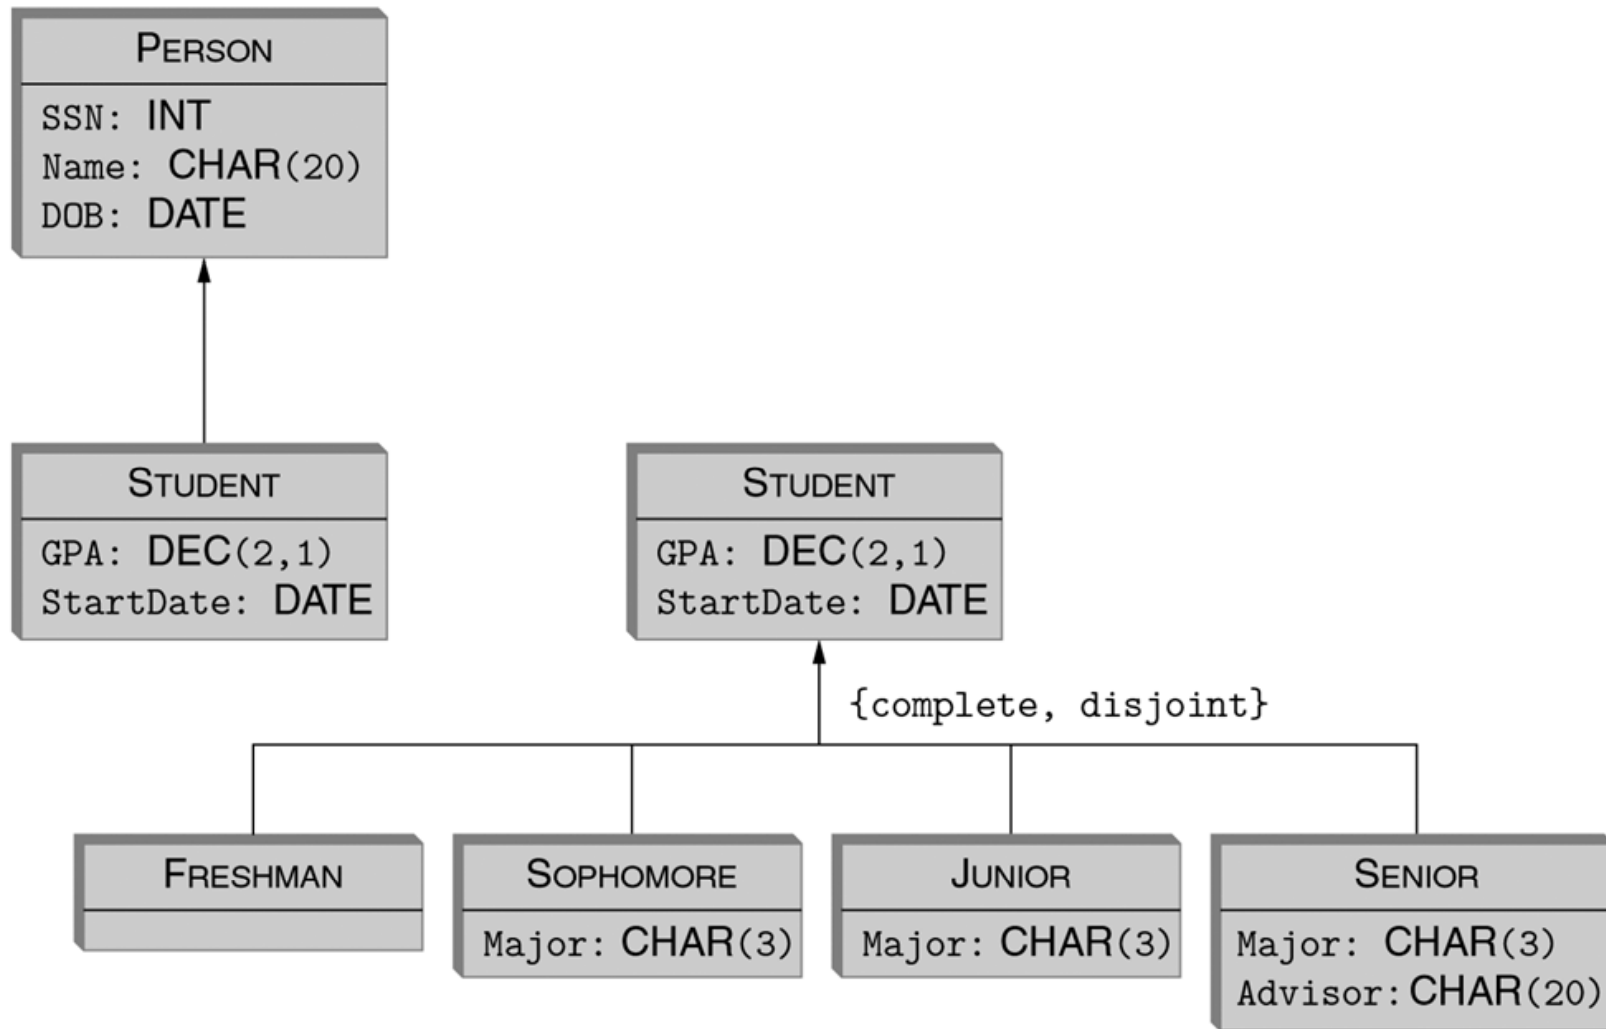 PERSON
SSN: INT
Name: CHAR(20)
DOB: DATE
STUDENT
GPA: DEC(2,1)
StartDate: DATE
STUDENT
GPA: DEC(2,1)
StartDate: DATE
{complete, disjoint}
FRESHMAN
SOPHOMORE
Major: CHAR(3)
JUNIOR
Major: CHAR(3)
SENIOR
Major: CHAR(3)
Advisor: CHAR(20)